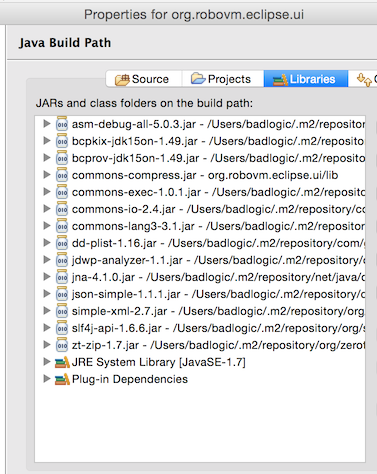 Properties for org.robovm.eclipse.ui
Java Build Path
Source Projects Libraries
JARs and class folders on the build path:
asm-debug-all-5.0.3.jar - /Users/badlogic/.m2/repositor
bcpkix-jdk15on-1.49.jar - /Users/badlogic/.m2/repositor
bcprov-jdk15on-1.49.jar - /Users/badlogic/.m2/repositor
commons-compress.jar - org.robovm.eclipse.ui/lib
commons-exec-1.0.1.jar - /Users/badlogic/.m2/repository
commons-io-2.4.jar - /Users/badlogic/.m2/repository/co
commons-lang3-3.1.jar - /Users/badlogic/.m2/repository
dd-plist-1.16.jar - /Users/badlogic/.m2/repository/com/
jdwp-analyzer-1.1.jar - /Users/badlogic/.m2/repository/
jna-4.1.0.jar - /Users/badlogic/.m2/repository/net/java/
json-simple-1.1.1.jar - /Users/badlogic/.m2/repository/
simple-xml-2.7.jar - /Users/badlogic/.m2/repository/org
slf4j-api-1.6.6.jar - /Users/badlogic/.m2/repository/org/s
zt-zip-1.7.jar - /Users/badlogic/.m2/repository/org/zerot
JRE System Library [JavaSE-1.7]
Plug-in Dependencies